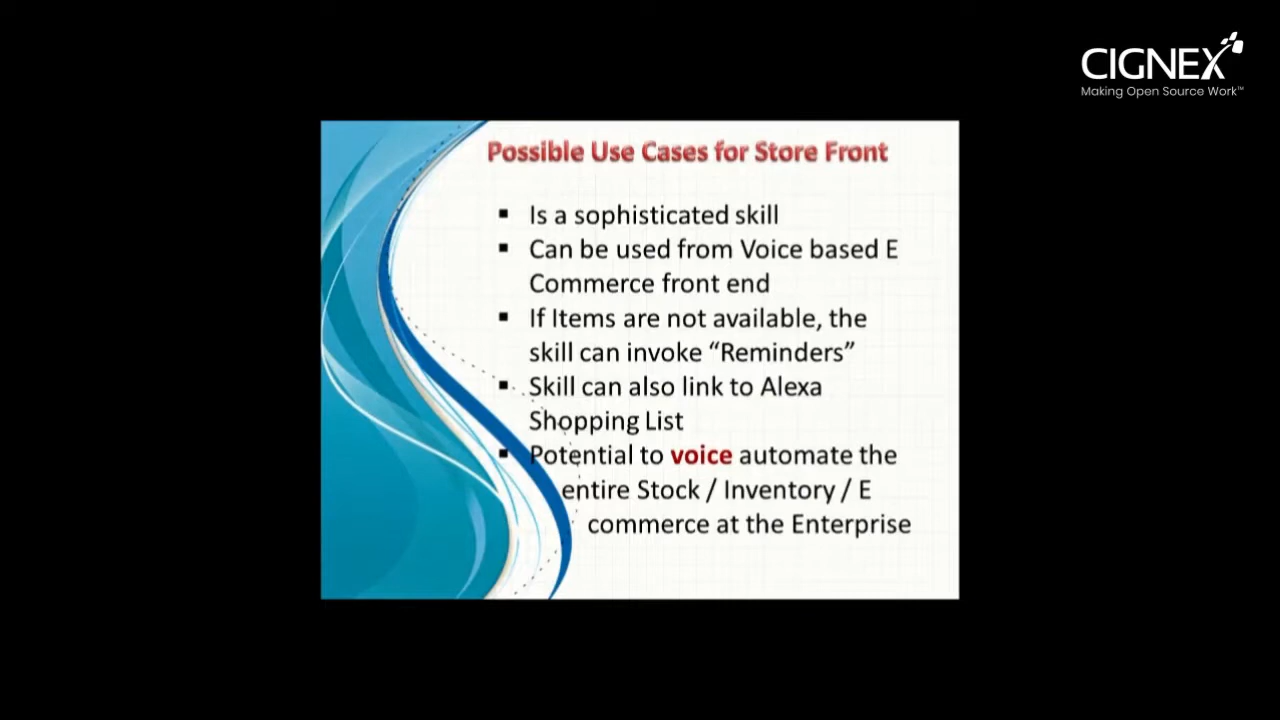 CIGNEX
Making Open Source Work™
Possible Use Cases for Store Front
▪ Is a sophisticated skill
▪ Can be used from Voice based E
Commerce front end
▪ If Items are not available, the
skill can invoke “Reminders”
▪ Skill can also link to Alexa
Shopping List
▪ Potential to voice automate the
entire Stock / Inventory / E
commerce at the Enterprise